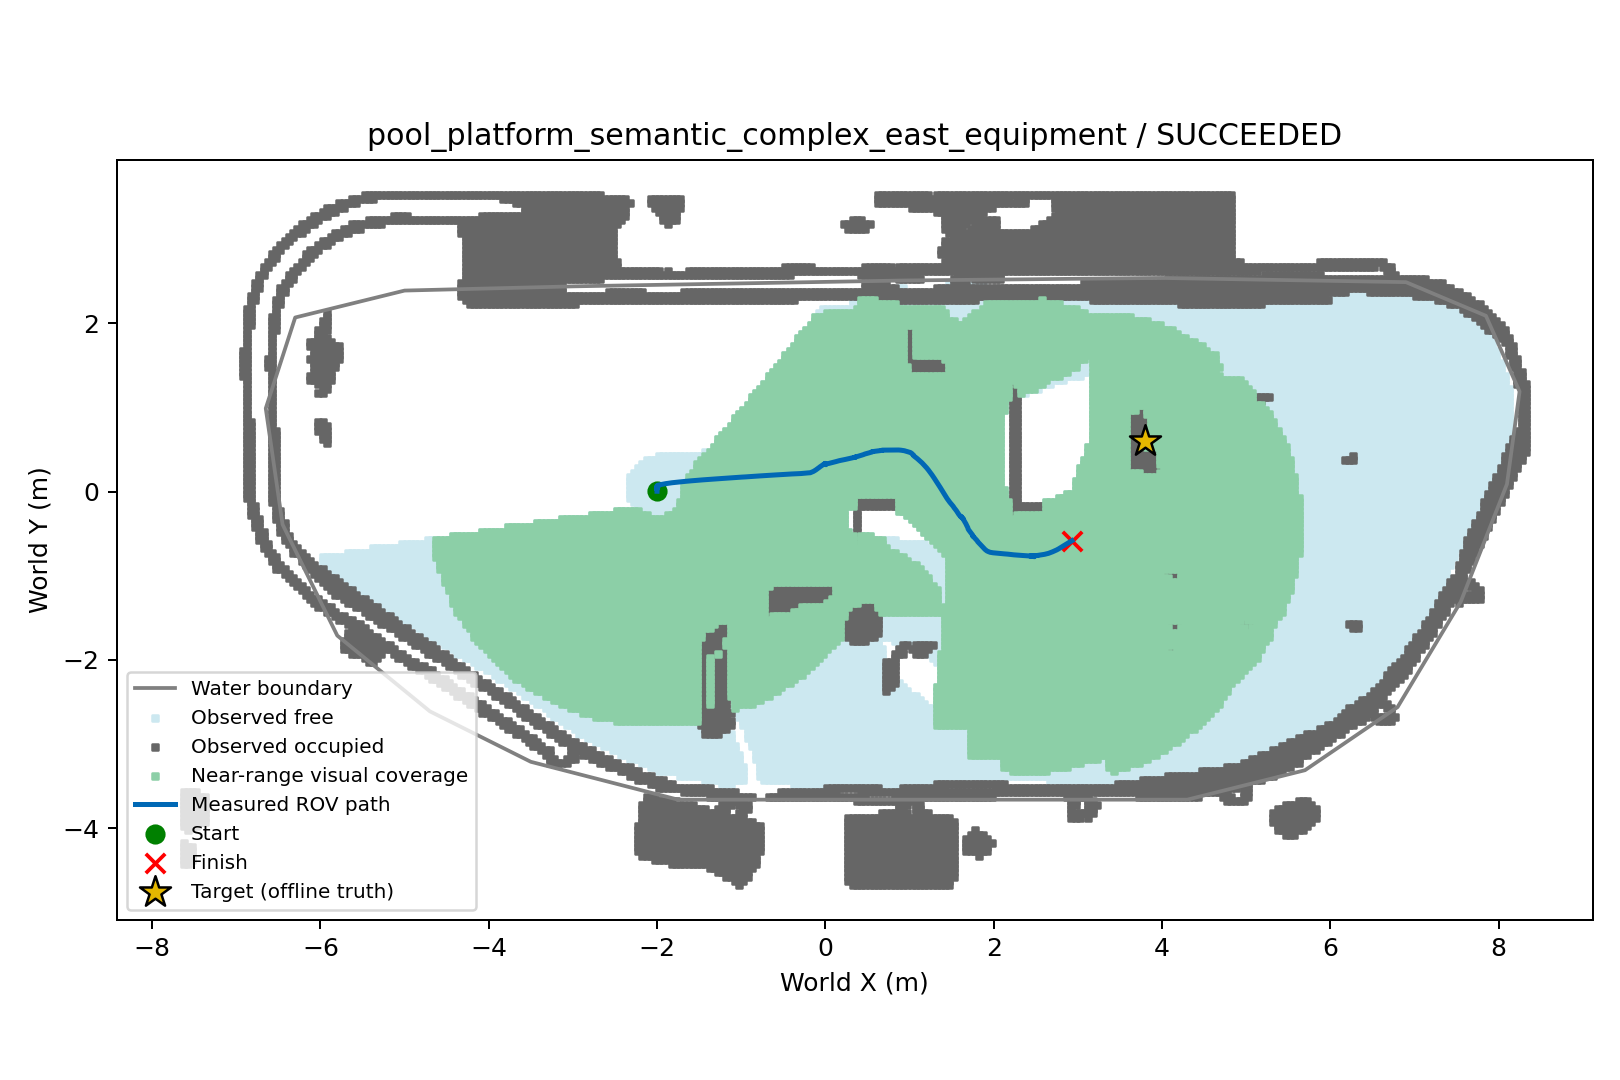 pool_platform_semantic_complex_east_equipment / SUCCEEDED
World Y (m)
2
0
−2
−4
Water boundary
Observed free
Observed occupied
Near-range visual coverage
Measured ROV path
Start
Finish
Target (offline truth)
−8 −6 −4 −2 0 2 4 6 8
World X (m)